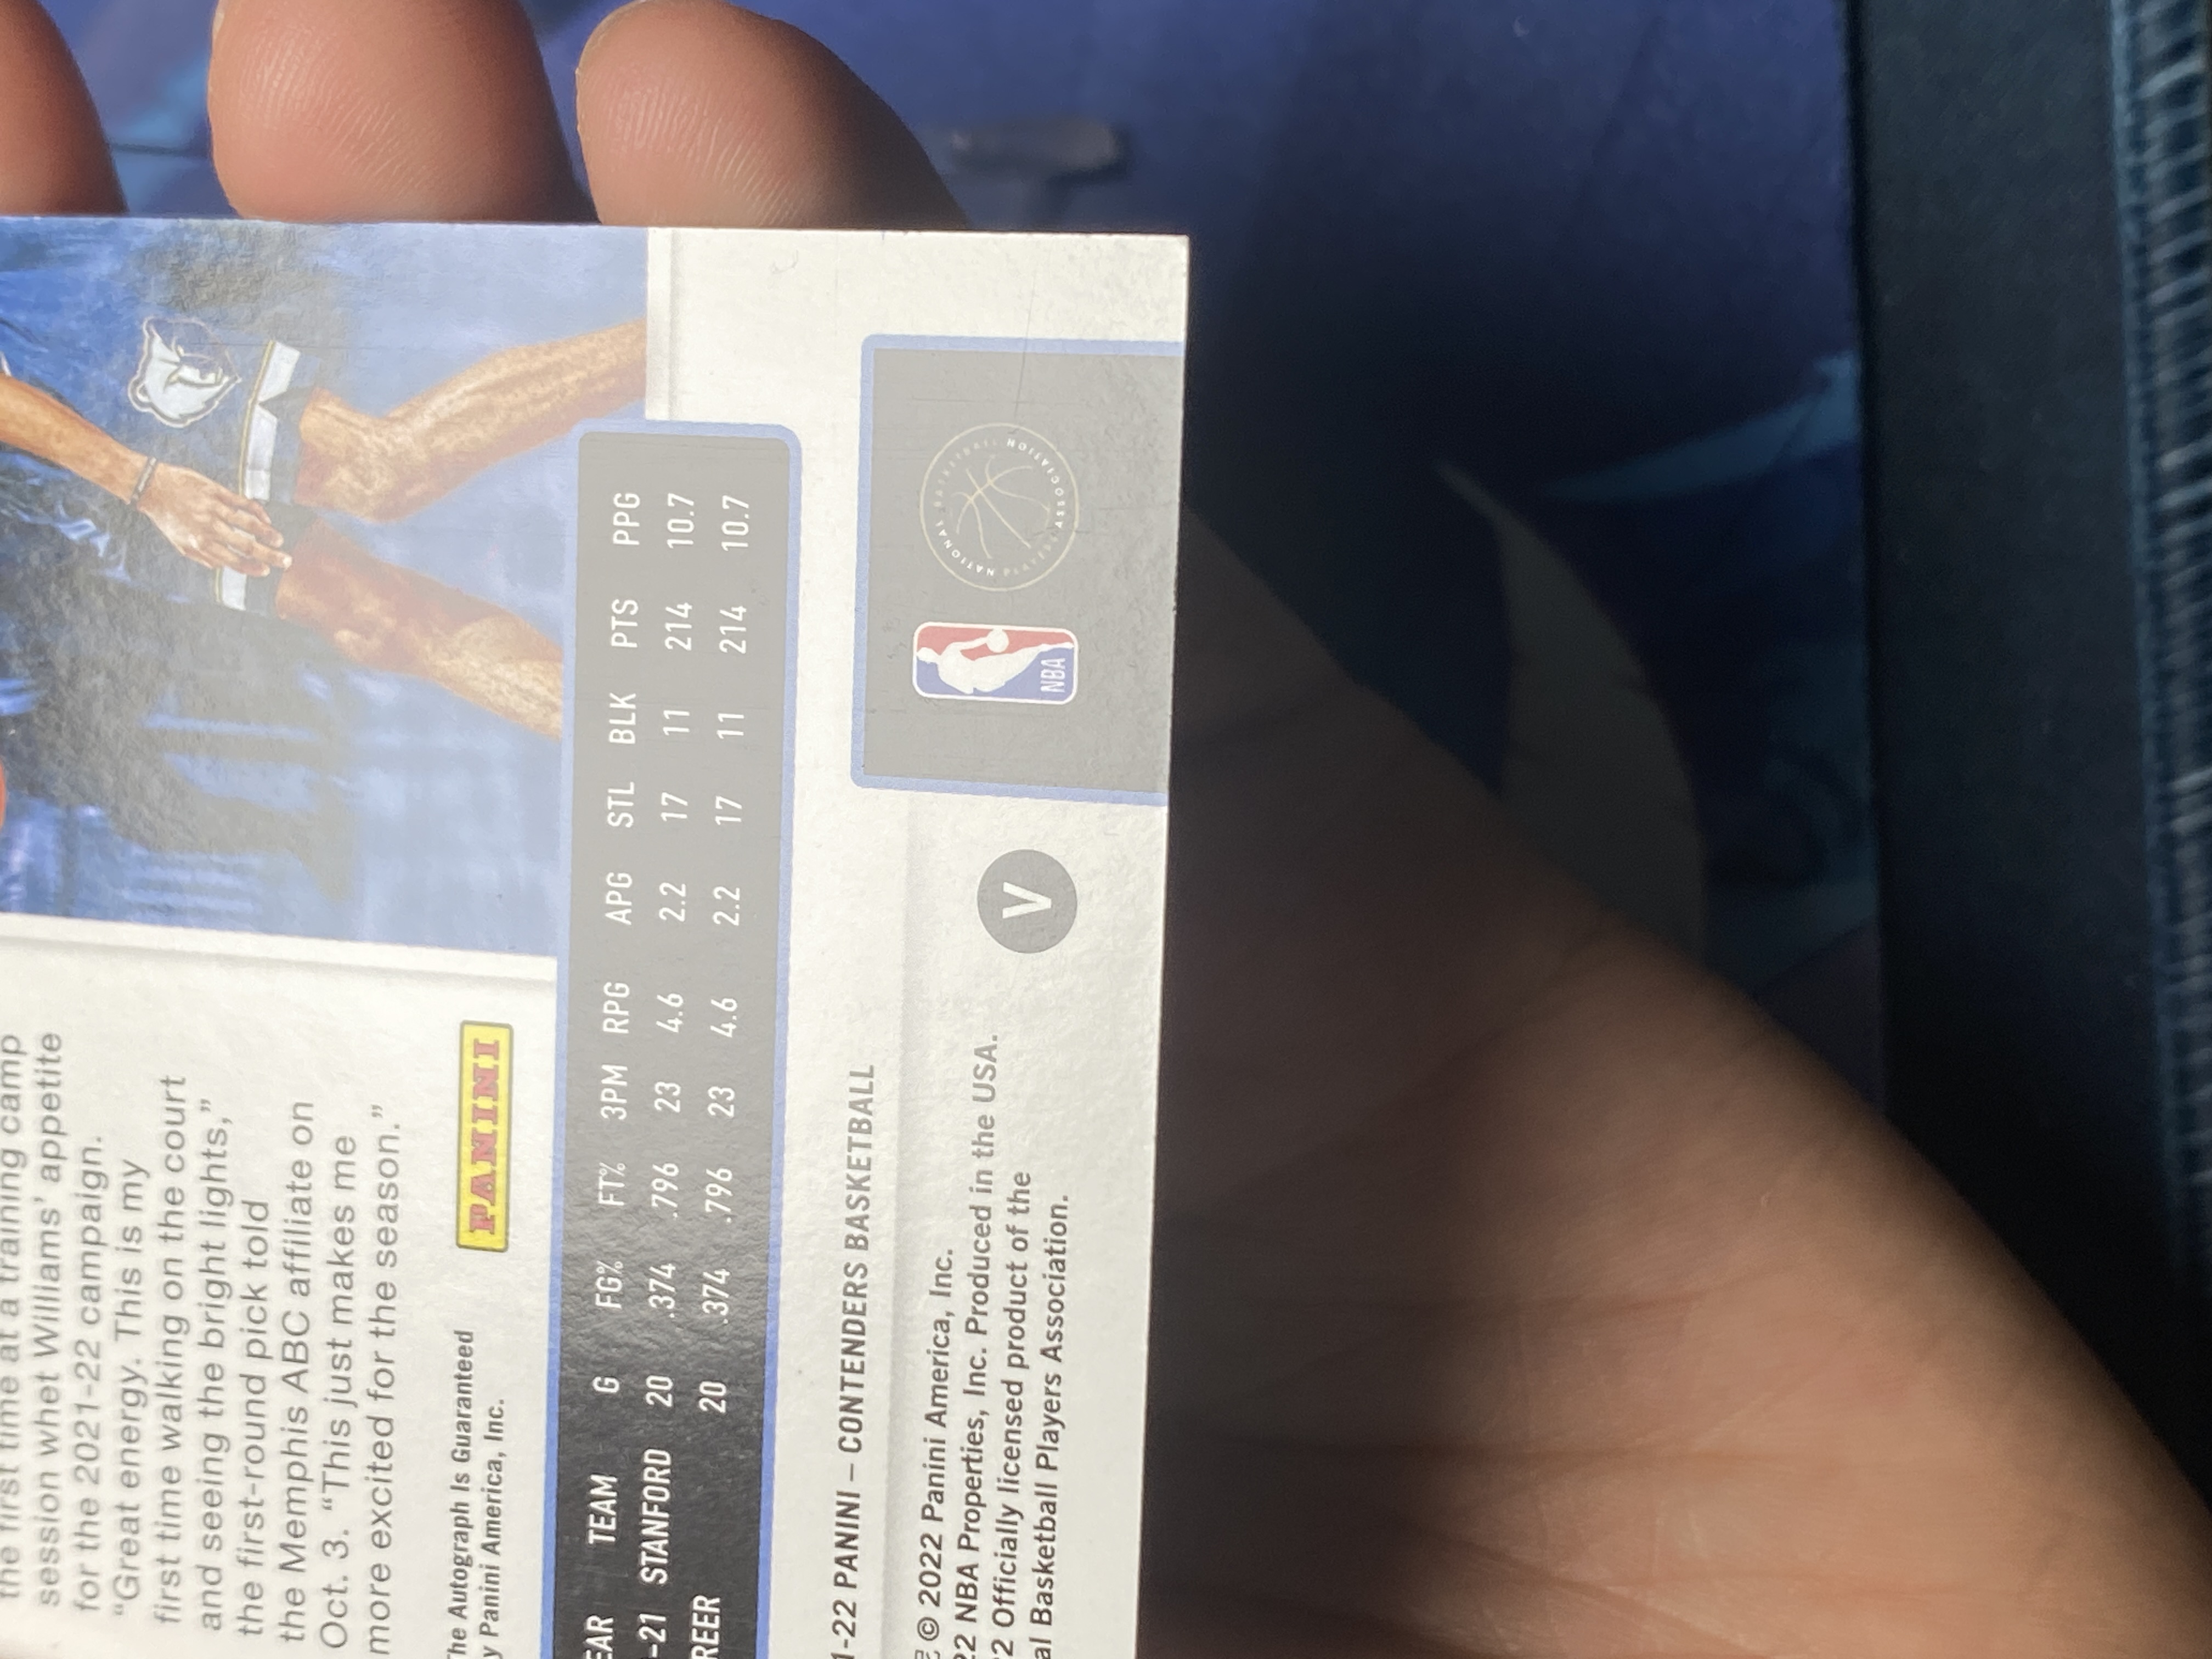 the first time at a training camp
session whet Williams' appetite
for the 2021-22 campaign.
“Great energy. This is my
first time walking on the court
and seeing the bright lights,”
the first-round pick told
the Memphis ABC affiliate on
Oct. 3. “This just makes me
more excited for the season.”
The Autograph Is Guaranteed
y Panini America, Inc.
PANINI
EAR TEAM G FG% FT% 3PM RPG APG STL BLK PTS PPG
-21 STANFORD 20 .374 .796 23 4.6 2.2 17 11 214 10.7
REER 20 .374 .796 23 4.6 2.2 17 11 214 10.7
1-22 PANINI – CONTENDERS BASKETBALL
© 2022 Panini America, Inc.
22 NBA Properties, Inc. Produced in the USA.
2 Officially licensed product of the
al Basketball Players Association.
V
NBA
NATIONAL BASKETBALL
PLAYERS ASSOCIATION